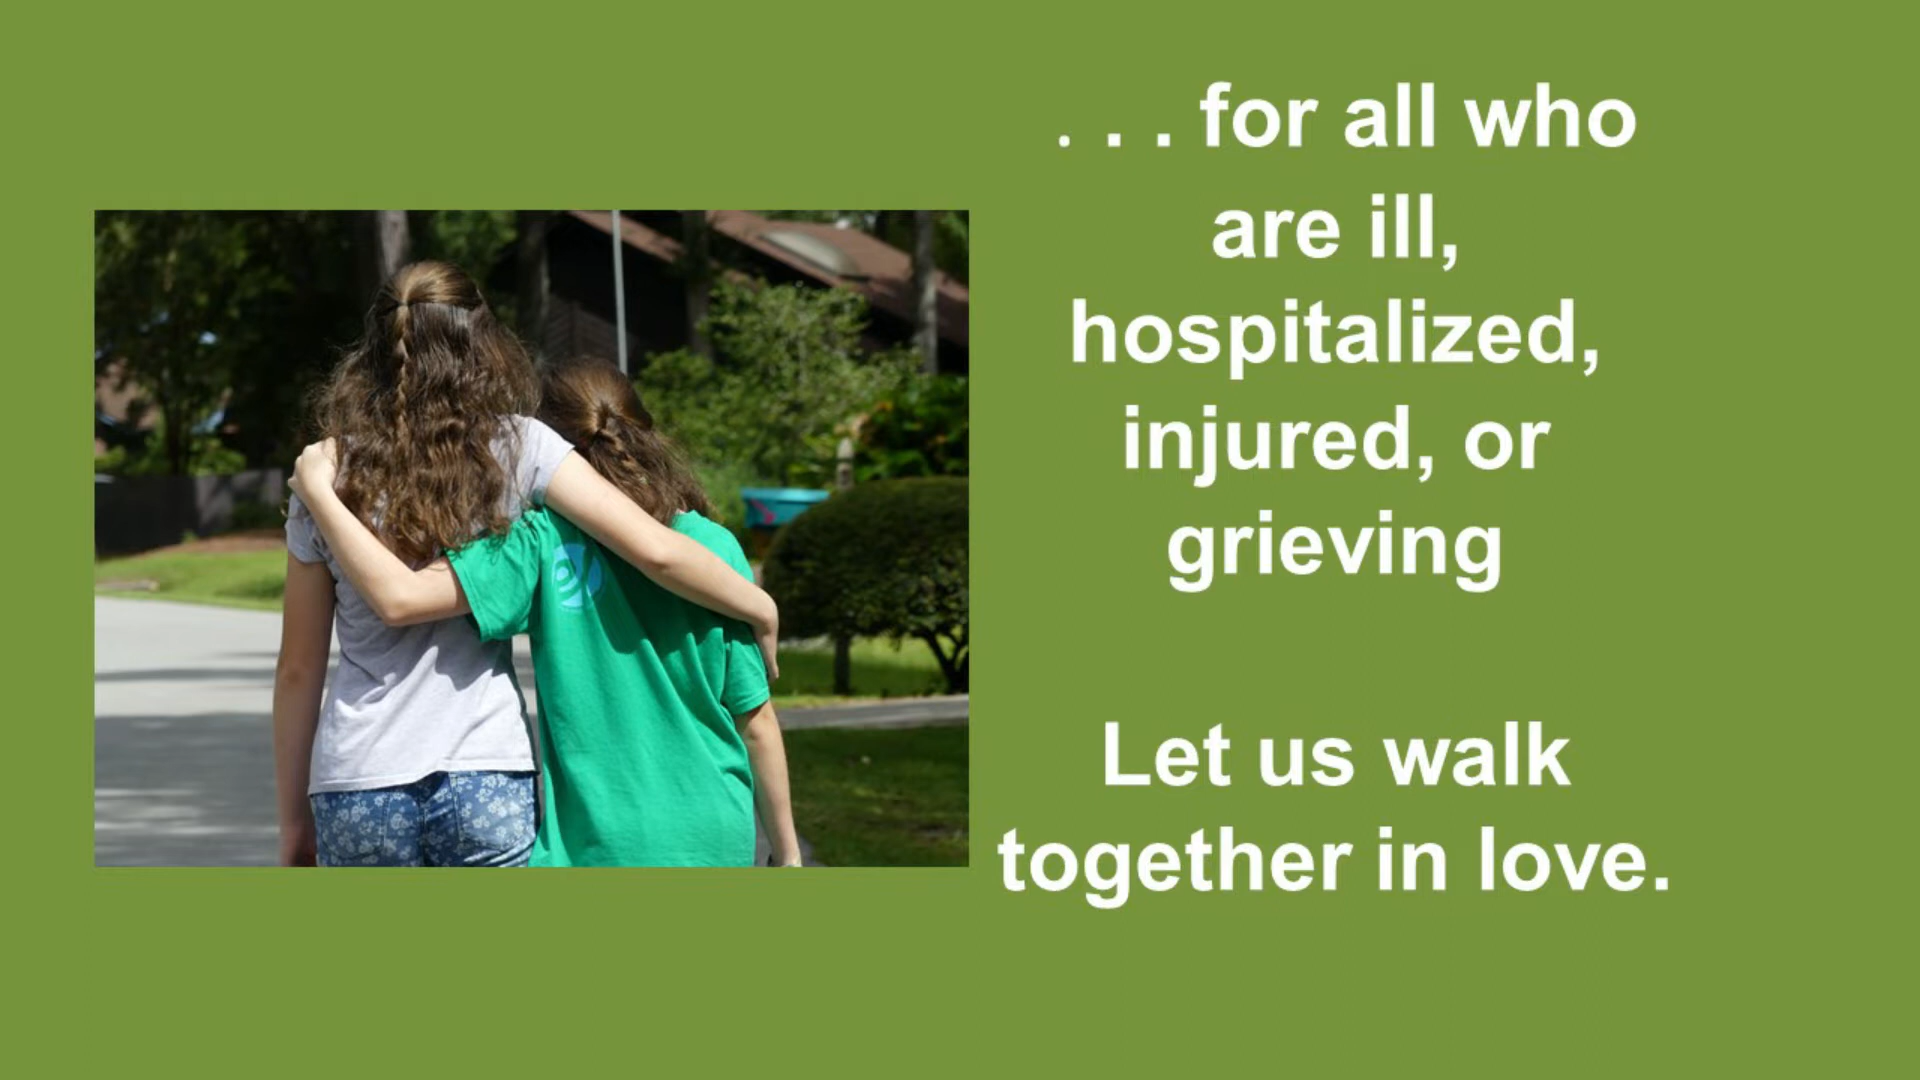 . . . for all who
are ill,
hospitalized,
injured, or
grieving
Let us walk
together in love.